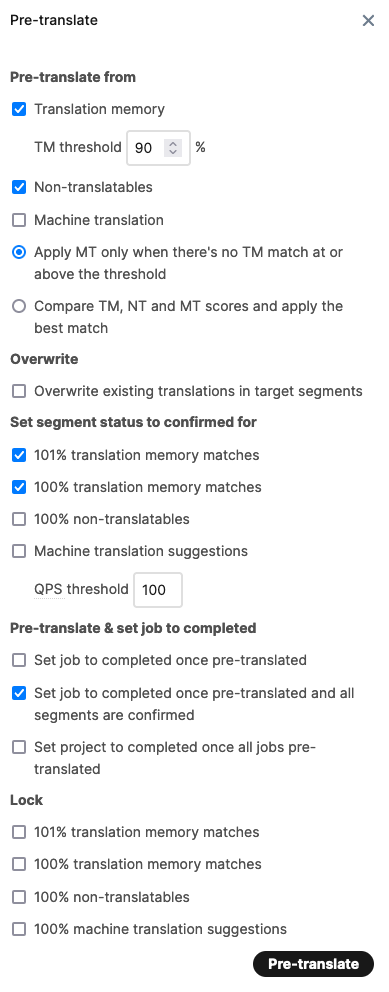 Pre-translate
Pre-translate from
Translation memory
TM threshold 90 %
Non-translatables
Machine translation
Apply MT only when there's no TM match at or
above the threshold
Compare TM, NT and MT scores and apply the
best match
Overwrite
Overwrite existing translations in target segments
Set segment status to confirmed for
101% translation memory matches
100% translation memory matches
100% non-translatables
Machine translation suggestions
QPS threshold 100
Pre-translate & set job to completed
Set job to completed once pre-translated
Set job to completed once pre-translated and all
segments are confirmed
Set project to completed once all jobs pre-
translated
Lock
101% translation memory matches
100% translation memory matches
100% non-translatables
100% machine translation suggestions
Pre-translate